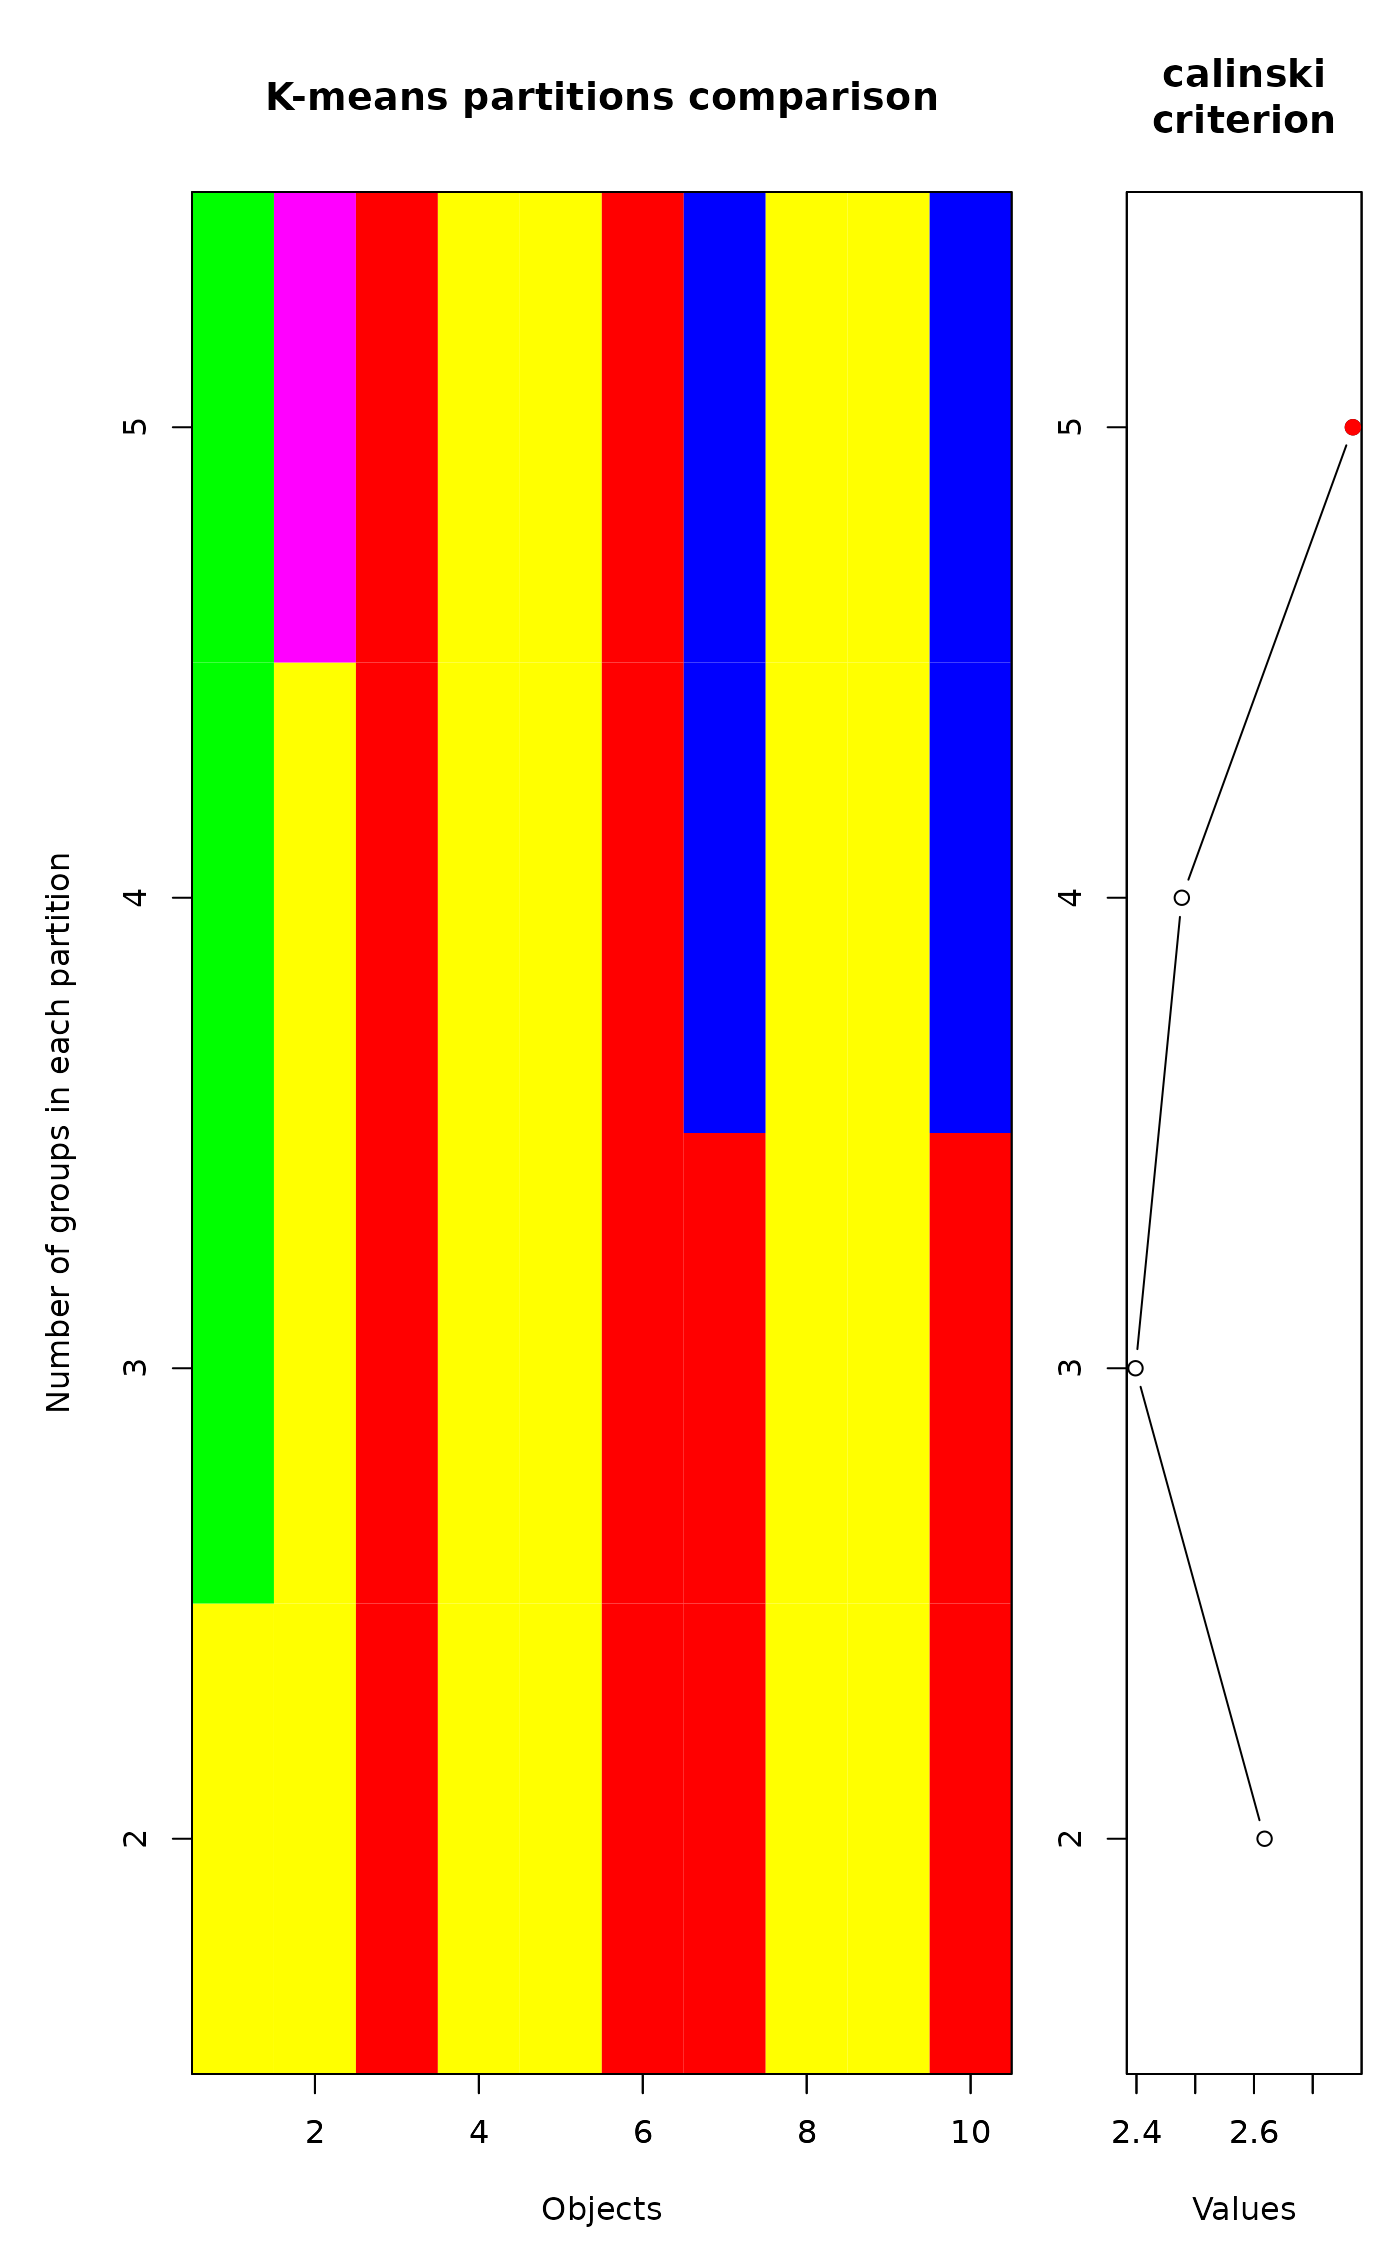 K-means partitions comparison
calinski
criterion
Number of groups in each partition
5
4
3
2
2 4 6 8 10
Objects
5
4
3
2
2.4 2.6
Values